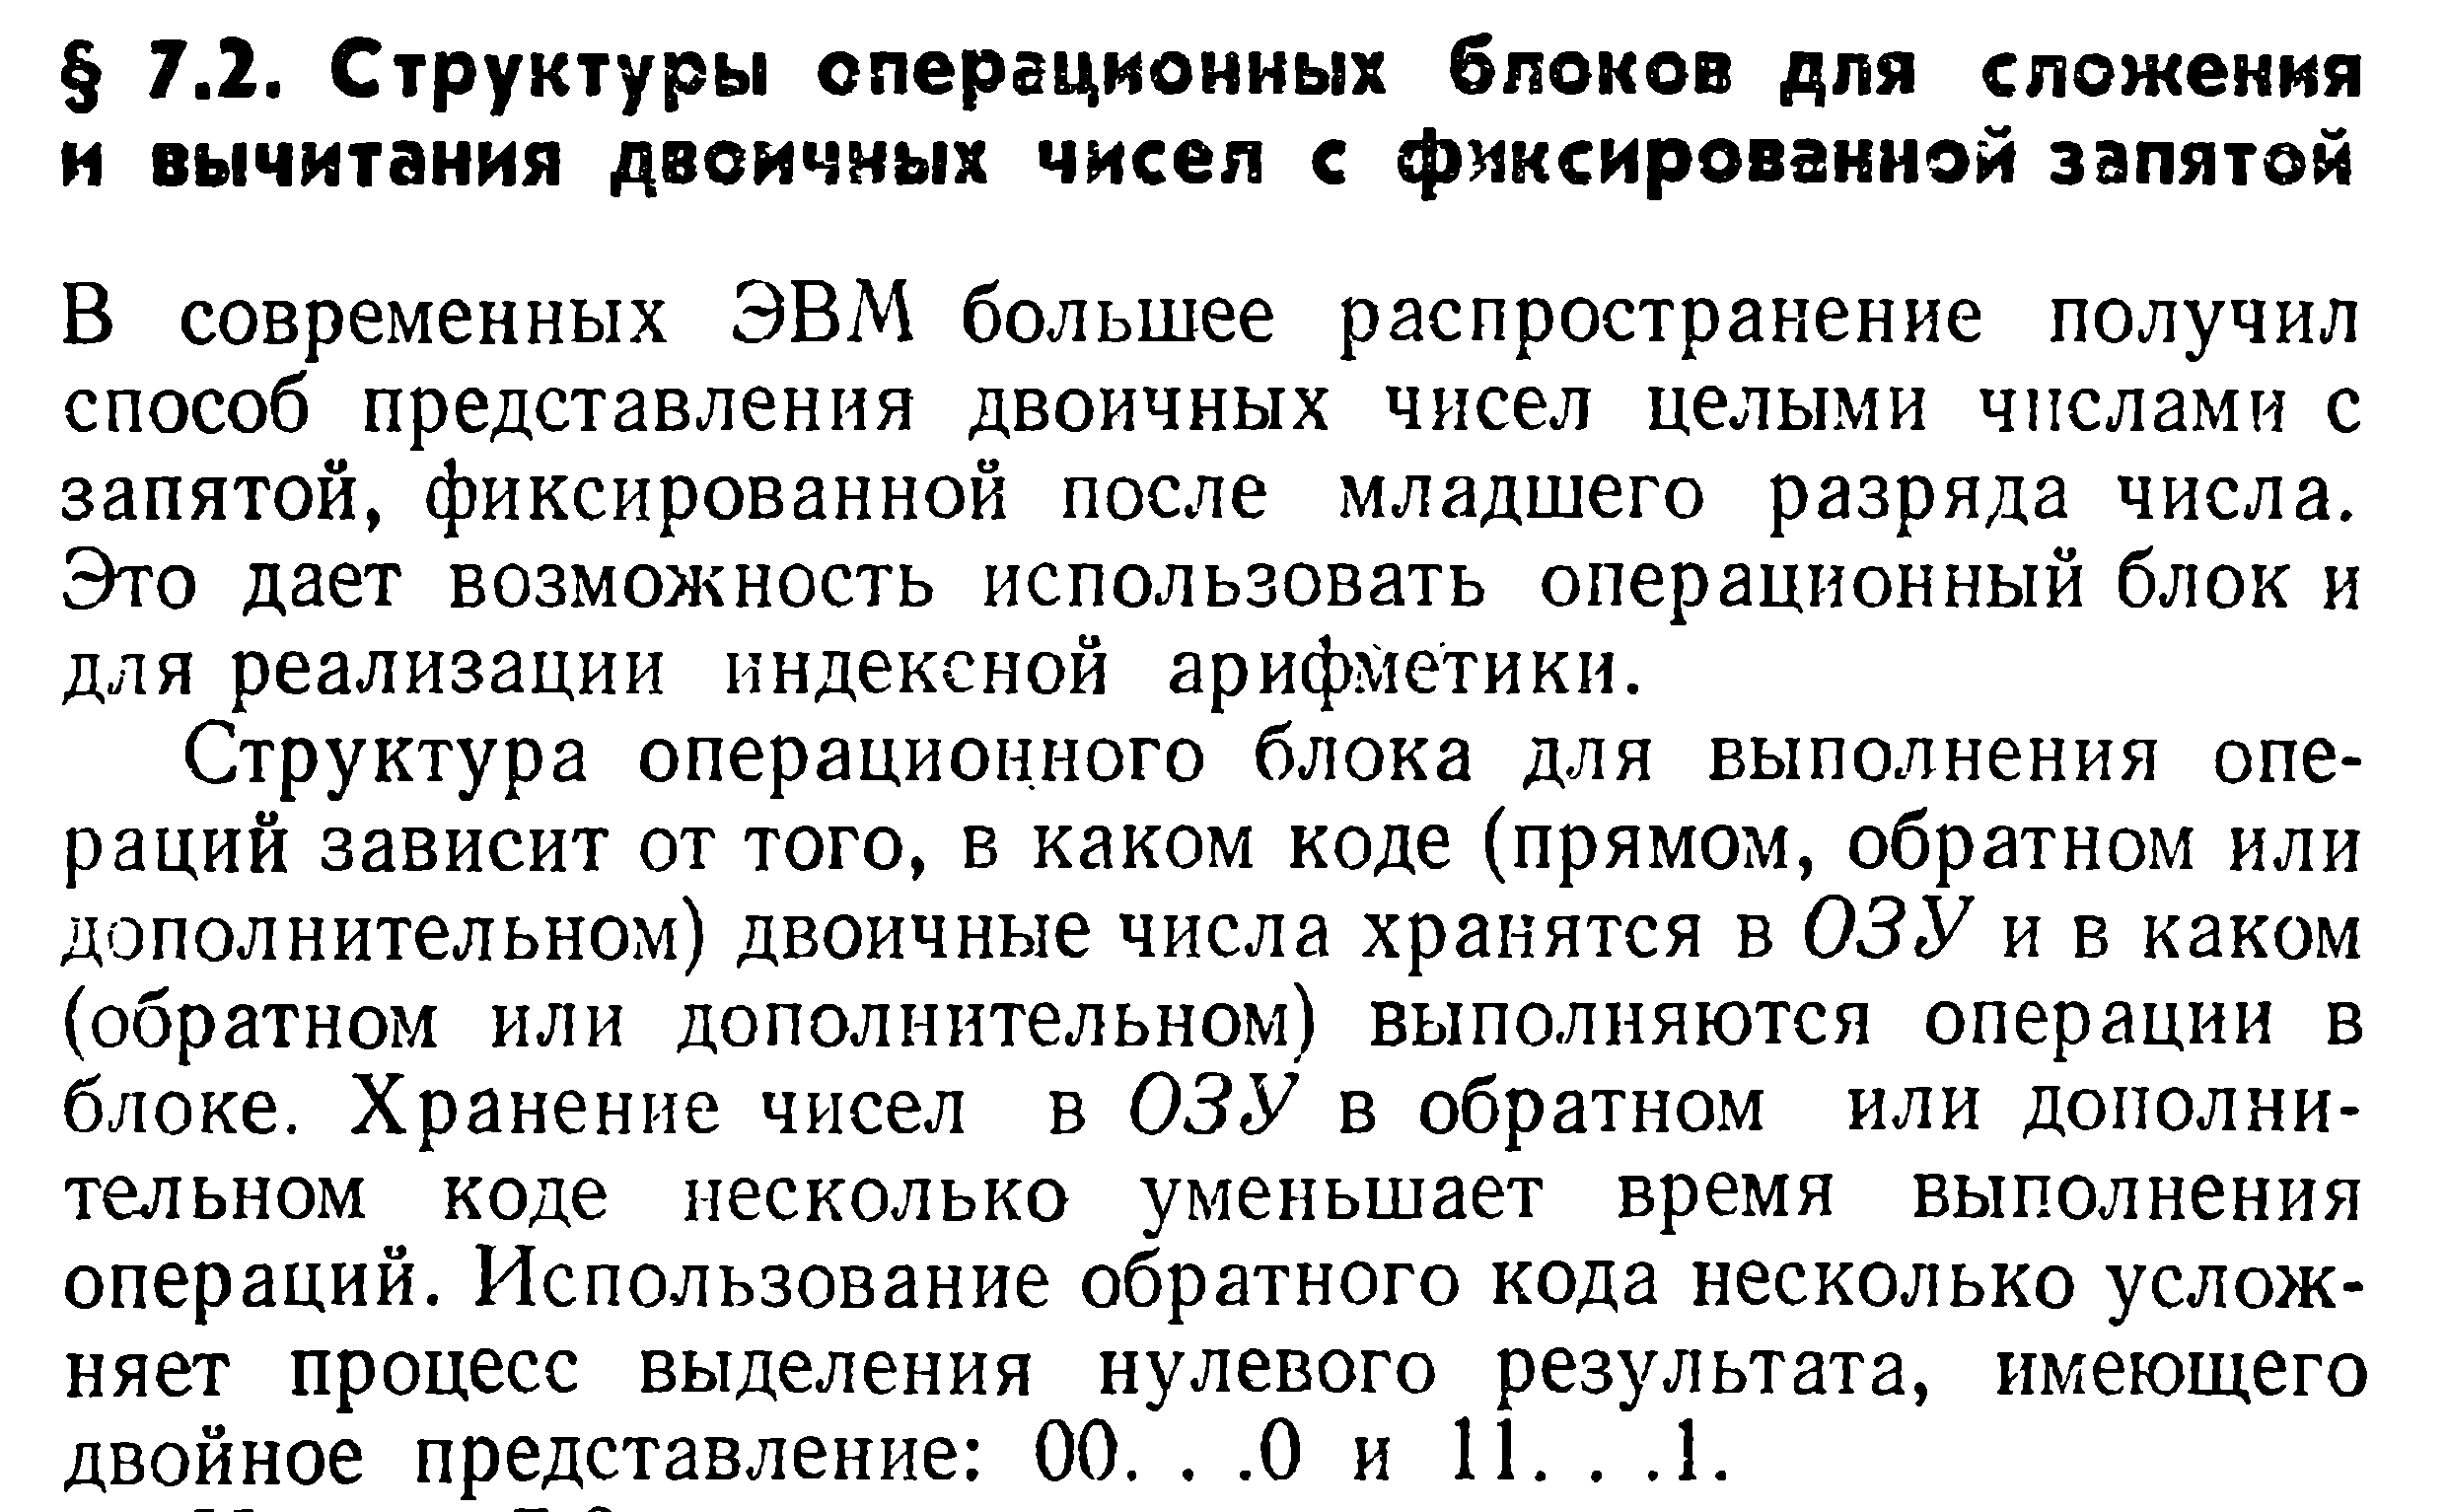 § 7.2. Структуры операционных блоков для сложения
и вычитания двоичных чисел с фиксированной запятой
В современных ЭВМ большее распространение получил
способ представления двоичных чисел целыми числами с
запятой, фиксированной после младшего разряда числа.
Это дает возможность использовать операционный блок и
для реализации индексной арифметики.
Структура операционного блока для выполнения опе-
раций зависит от того, в каком коде (прямом, обратном или
дополнительном) двоичные числа хранятся в ОЗУ и в каком
(обратном или дополнительном) выполняются операции в
блоке. Хранение чисел в ОЗУ в обратном или дополни-
тельном коде несколько уменьшает время выполнения
операций. Использование обратного кода несколько услож-
няет процесс выделения нулевого результата, имеющего
двойное представление: 00. . .0 и 11. . .1.